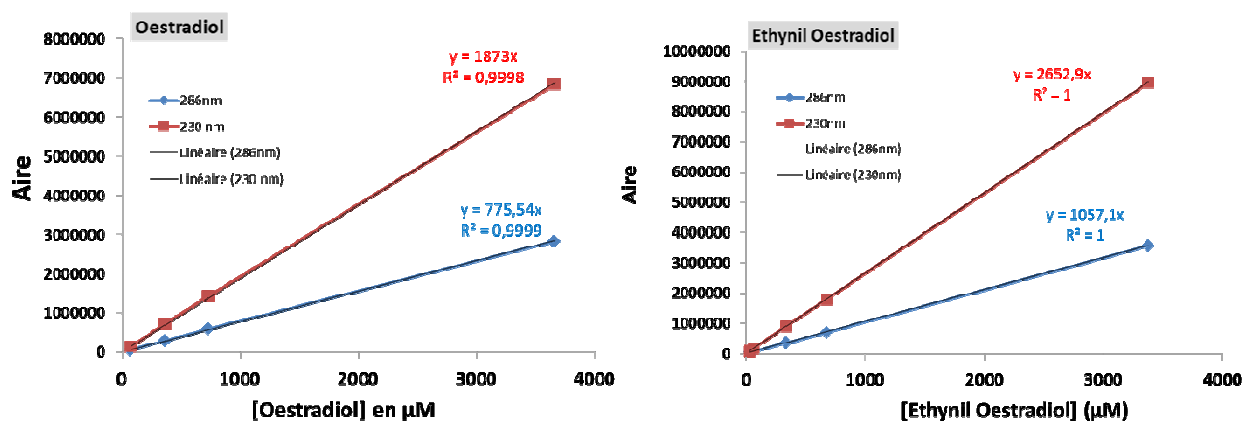 Oestradiol
8000000
7000000
6000000
5000000
4000000
3000000
2000000
1000000
0
Aire
y = 1873x
R² = 0,9998
286nm
230 nm
Linéaire (286nm)
Linéaire (230 nm)
y = 775,54x
R² = 0,9999
0
1000
2000
3000
4000
[Oestradiol] en µM
Ethynil Oestradiol
10000000
9000000
8000000
7000000
6000000
5000000
4000000
3000000
2000000
1000000
0
Aire
y = 2652,9x
R² = 1
286nm
230nm
Linéaire (286nm)
Linéaire (230nm)
y = 1057,1x
R² = 1
0
1000
2000
3000
4000
[Ethynil Oestradiol] (µM)